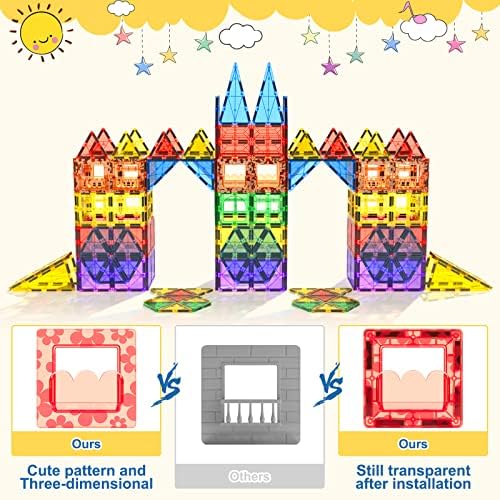 VS
VS
Ours
Others
Ours
Cute pattern and
Three-dimensional
Still transparent
after installation